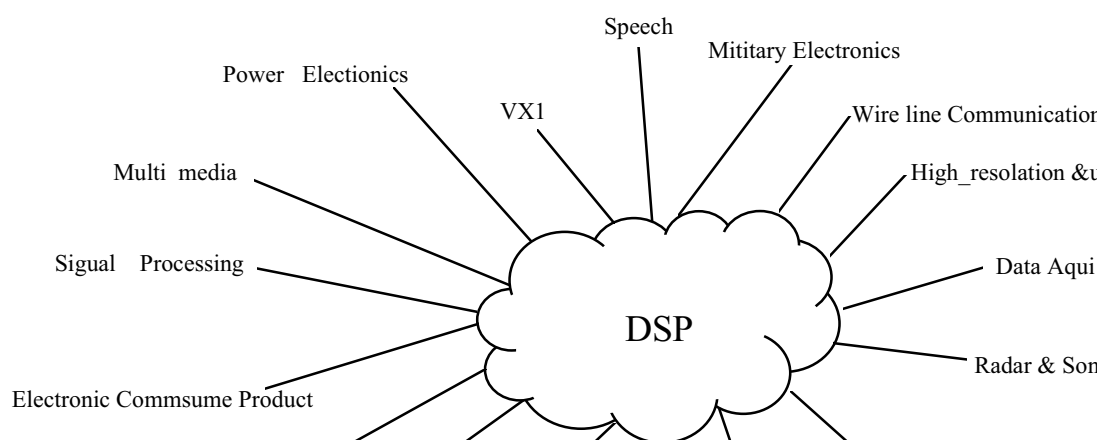 Speech
Mititary Electronics
Power Electionics
VX1
Wire line Communication
High_resolation &u
Multi media
Sigual Processing
Data Aqui
DSP
Radar & Son
Electronic Commsume Product